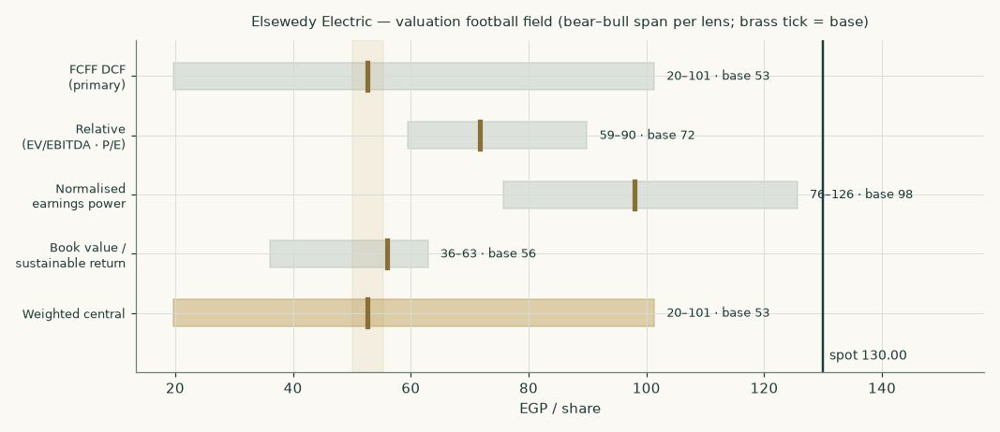 Elsewedy Electric — valuation football field (bear–bull span per lens; brass tick = base)
FCFF DCF
(primary)
20–101 · base 53
Relative
(EV/EBITDA · P/E)
59–90 · base 72
Normalised
earnings power
76–126 · base 98
Book value /
sustainable return
36–63 · base 56
Weighted central
20–101 · base 53
spot 130.00
20 40 60 80 100 120 140
EGP / share